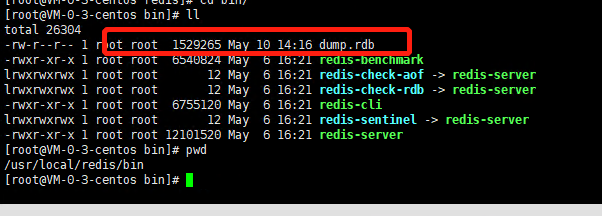 [root@VM-0-3-centos redis]# cd bin/
[root@VM-0-3-centos bin]# ll
total 26304
-rw-r--r-- 1 root root  1529265 May 10 14:16 dump.rdb
-rwxr-xr-x 1 root root  6540824 May  6 16:21 redis-benchmark
lrwxrwxrwx 1 root root       12 May  6 16:21 redis-check-aof -> redis-server
lrwxrwxrwx 1 root root       12 May  6 16:21 redis-check-rdb -> redis-server
-rwxr-xr-x 1 root root  6755120 May  6 16:21 redis-cli
lrwxrwxrwx 1 root root       12 May  6 16:21 redis-sentinel -> redis-server
-rwxr-xr-x 1 root root 12101520 May  6 16:21 redis-server
[root@VM-0-3-centos bin]# pwd
/usr/local/redis/bin
[root@VM-0-3-centos bin]#